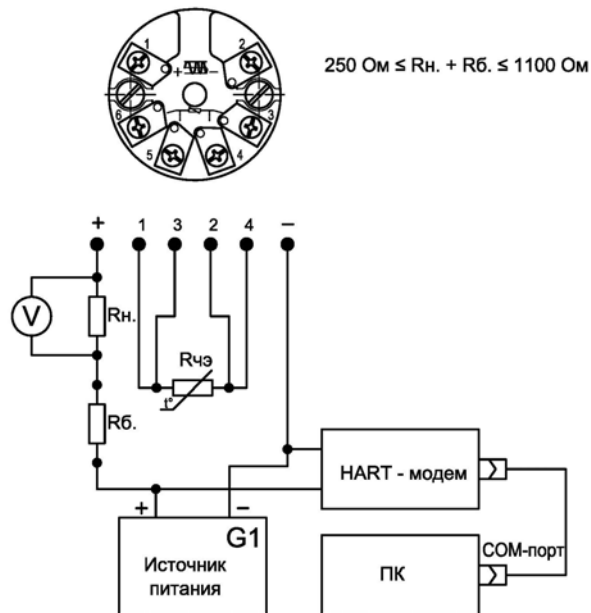 1 2
+ −
6 3
5 4
250 Ом ≤ Rн. + Rб. ≤ 1100 Ом
+ 1 3 2 4 −
V
Rн.
Rчэ
t°
Rб.
HART - модем
+ −
G1
Источник
питания
COM-порт
ПК